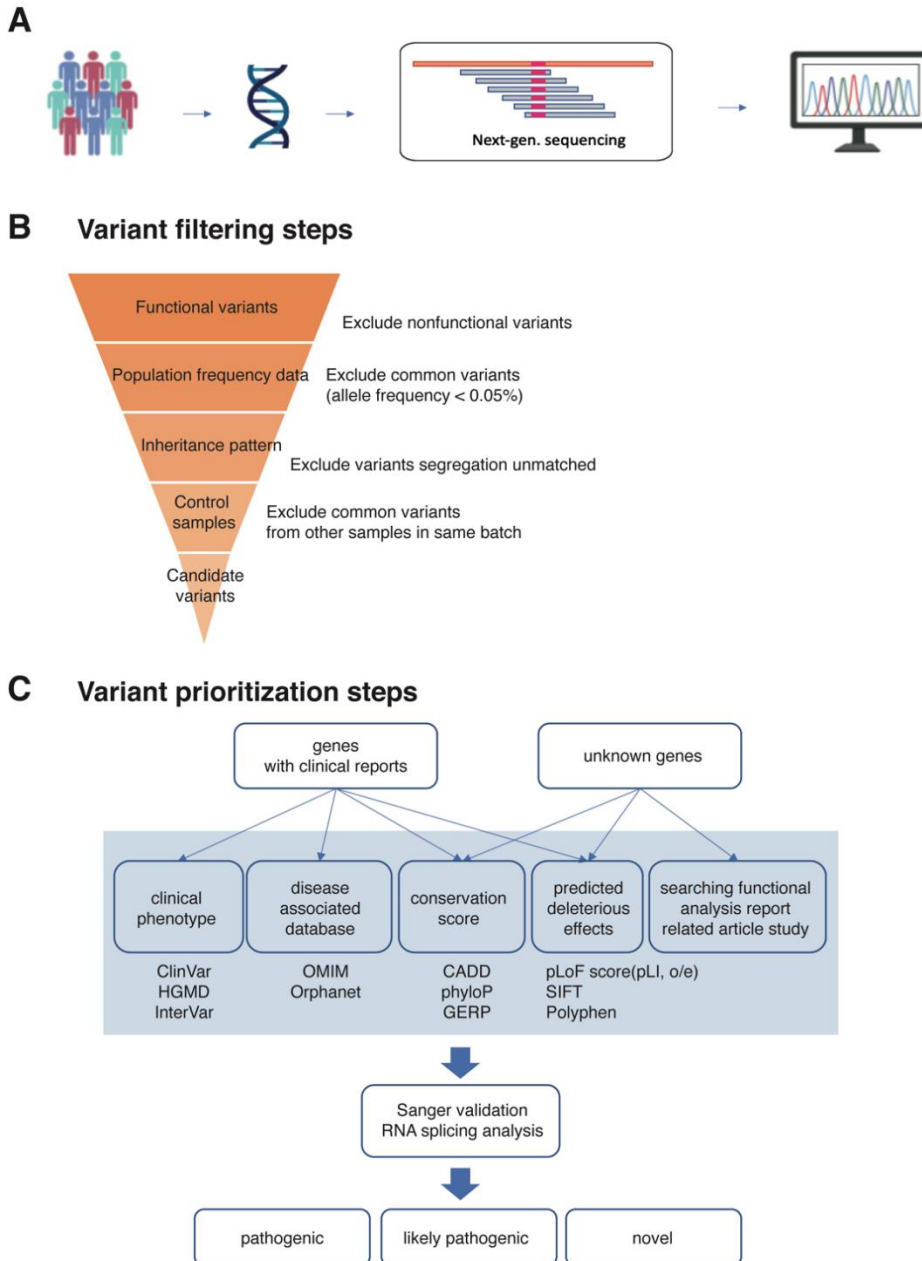 A
Next-gen. sequencing
B Variant filtering steps
Functional variants
Exclude nonfunctional variants
Population frequency data
Exclude common variants
(allele frequency < 0.05%)
Inheritance pattern
Exclude variants segregation unmatched
Control
samples
Exclude common variants
from other samples in same batch
Candidate
variants
C Variant prioritization steps
genes
with clinical reports
unknown genes
clinical
phenotype
disease
associated
database
conservation
score
predicted
deleterious
effects
searching functional
analysis report
related article study
ClinVar
HGMD
InterVar
OMIM
Orphanet
CADD
phyloP
GERP
pLoF score(pLI, o/e)
SIFT
Polyphen
Sanger validation
RNA splicing analysis
pathogenic
likely pathogenic
novel